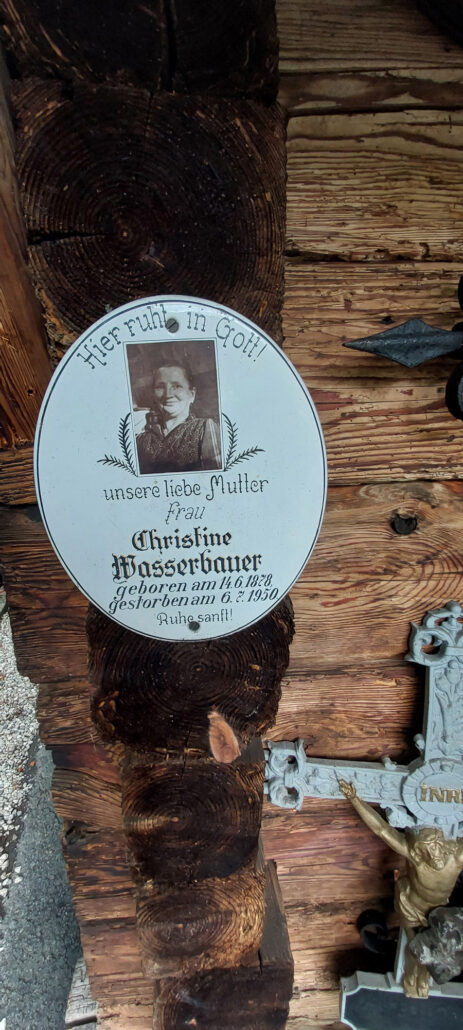 Hier ruht in Gott!
unsere liebe Mutter
Frau
Christine
Wasserbauer
geboren am 14.6.1878,
gestorben am 6.7.1950.
Ruhe sanft!
INRI